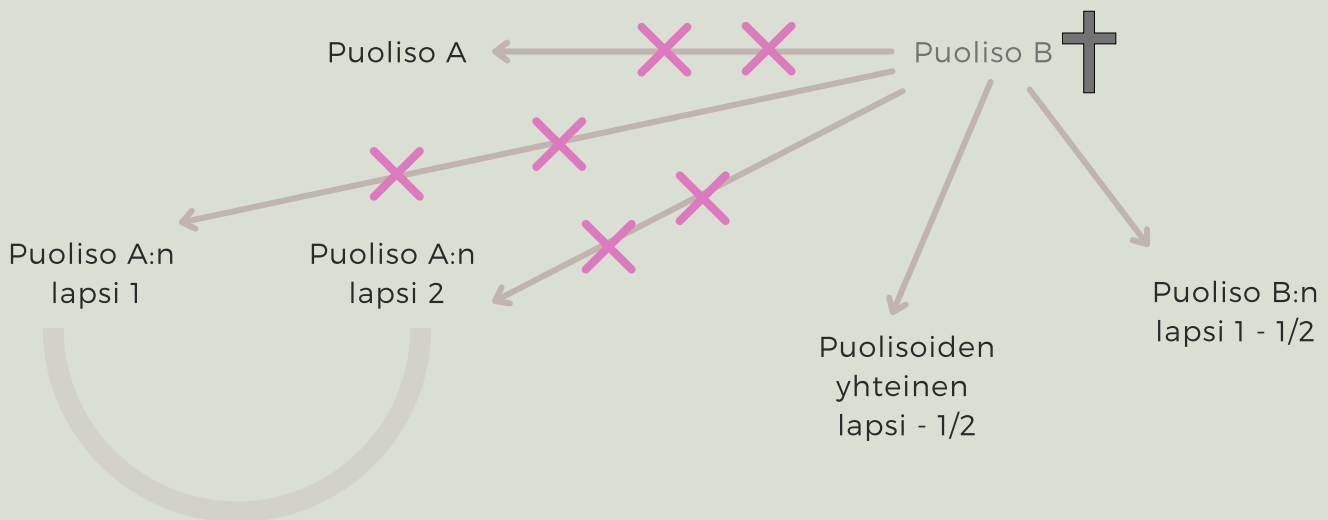 Puoliso A
Puoliso B
Puoliso A:n
lapsi 1
Puoliso A:n
lapsi 2
Puolisoiden
yhteinen
lapsi - 1/2
Puoliso B:n
lapsi 1 - 1/2